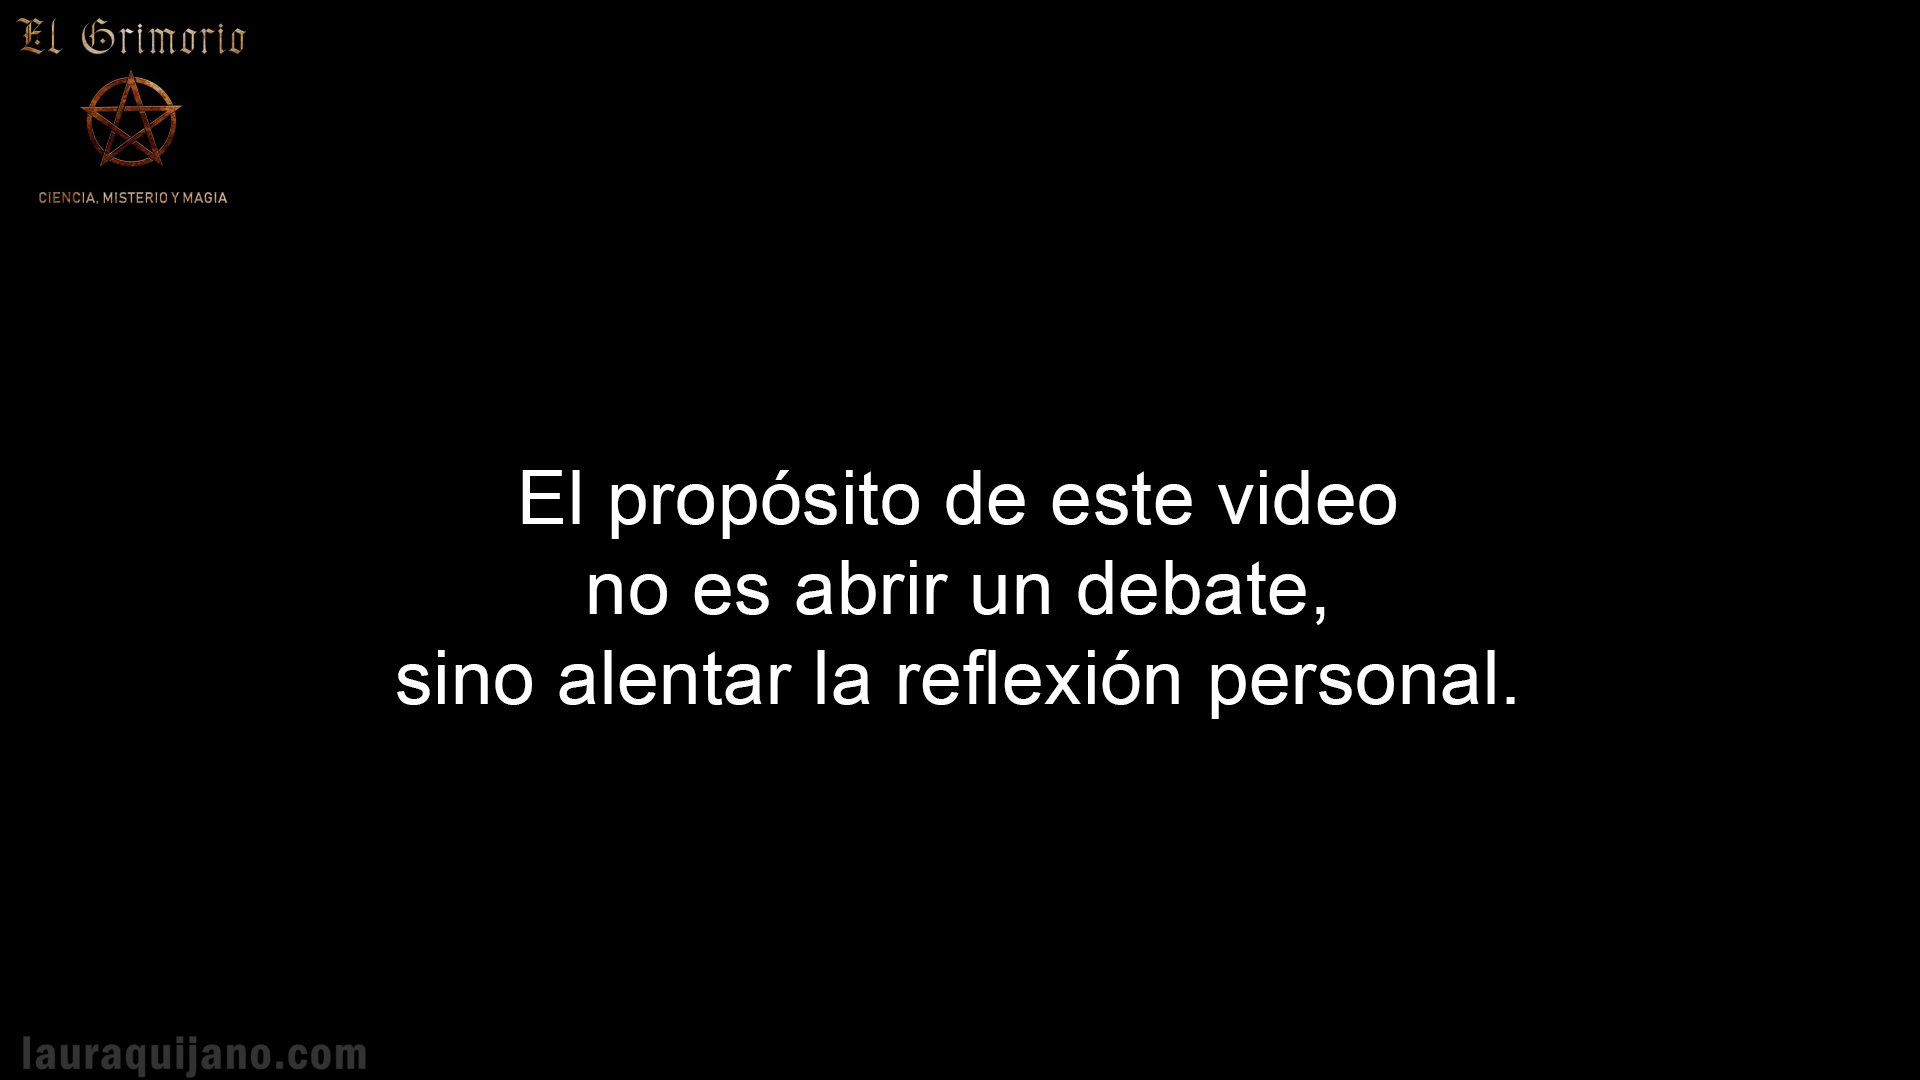 El Grimorio
CIENCIA, MISTERIO Y MAGIA
El propósito de este video
no es abrir un debate,
sino alentar la reflexión personal.
lauraquijano.com